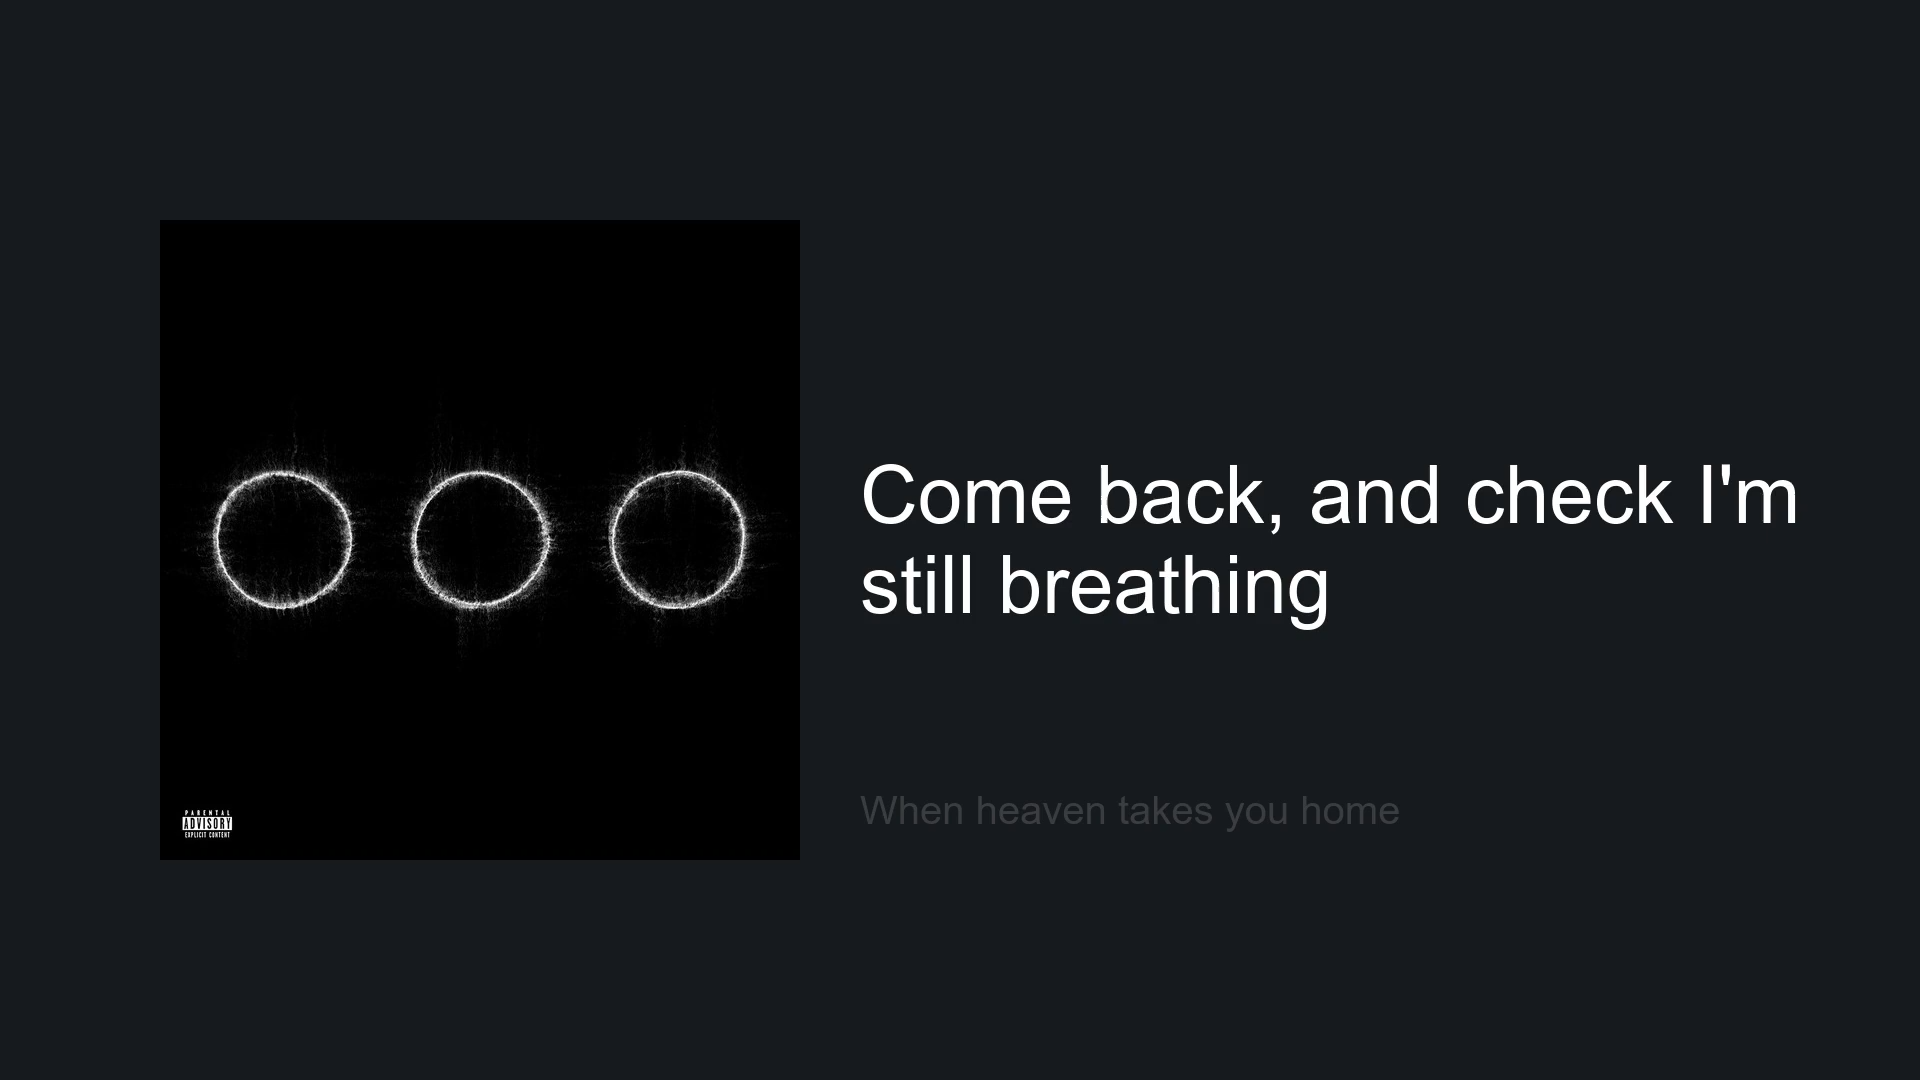 Come back, and check I'm
still breathing
When heaven takes you home
PARENTAL
ADVISORY
EXPLICIT CONTENT